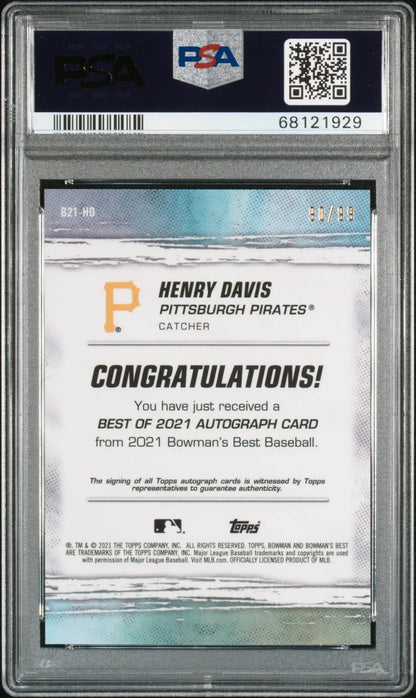 PSA
PSA
68121929
B21-HD
HENRY DAVIS
PITTSBURGH PIRATES®
CATCHER
P®
CONGRATULATIONS!
You have just received a
BEST OF 2021 AUTOGRAPH CARD
from 2021 Bowman's Best Baseball.
The signing of all Topps autograph cards is witnessed by Topps
representatives to guarantee authenticity.
topps
®, TM & © 2021 THE TOPPS COMPANY, INC. ALL RIGHTS RESERVED. TOPPS, BOWMAN AND BOWMAN'S BEST
ARE TRADEMARKS OF THE TOPPS COMPANY, INC. Major League Baseball trademarks and copyrights are used
with permission of Major League Baseball. Visit MLB.com. OFFICIALLY LICENSED PRODUCT OF MLB.
PSA